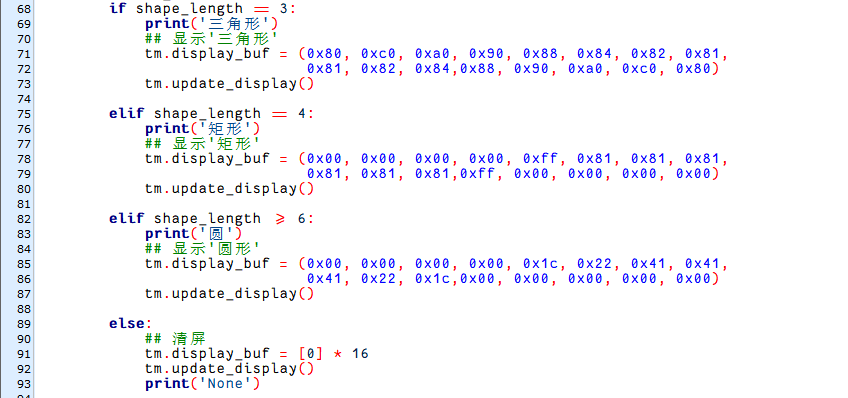 68 if shape_length == 3:
69 print('三角形')
70 ## 显示'三角形'
71 tm.display_buf = (0x80, 0xc0, 0xa0, 0x90, 0x88, 0x84, 0x82, 0x81,
72 0x81, 0x82, 0x84,0x88, 0x90, 0xa0, 0xc0, 0x80)
73 tm.update_display()
74
75 elif shape_length == 4:
76 print('矩形')
77 ## 显示'矩形'
78 tm.display_buf = (0x00, 0x00, 0x00, 0x00, 0xff, 0x81, 0x81, 0x81,
79 0x81, 0x81, 0x81,0xff, 0x00, 0x00, 0x00, 0x00)
80 tm.update_display()
81
82 elif shape_length ⩾ 6:
83 print('圆')
84 ## 显示'圆形'
85 tm.display_buf = (0x00, 0x00, 0x00, 0x00, 0x1c, 0x22, 0x41, 0x41,
86 0x41, 0x22, 0x1c,0x00, 0x00, 0x00, 0x00, 0x00)
87 tm.update_display()
88
89 else:
90 ## 清屏
91 tm.display_buf = [0] * 16
92 tm.update_display()
93 print('None')